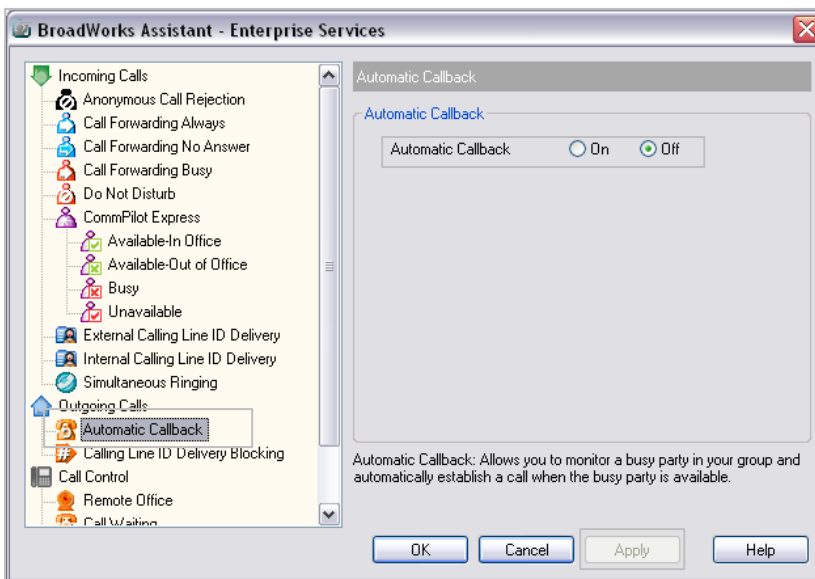 BroadWorks Assistant - Enterprise Services
Incoming Calls
Anonymous Call Rejection
Call Forwarding Always
Call Forwarding No Answer
Call Forwarding Busy
Do Not Disturb
CommPilot Express
Available-In Office
Available-Out of Office
Busy
Unavailable
External Calling Line ID Delivery
Internal Calling Line ID Delivery
Simultaneous Ringing
Outgoing Calls
Automatic Callback
Calling Line ID Delivery Blocking
Call Control
Remote Office
Call Waiting
Automatic Callback
Automatic Callback
Automatic Callback On Off
Automatic Callback: Allows you to monitor a busy party in your group and
automatically establish a call when the busy party is available.
OK Cancel Apply Help